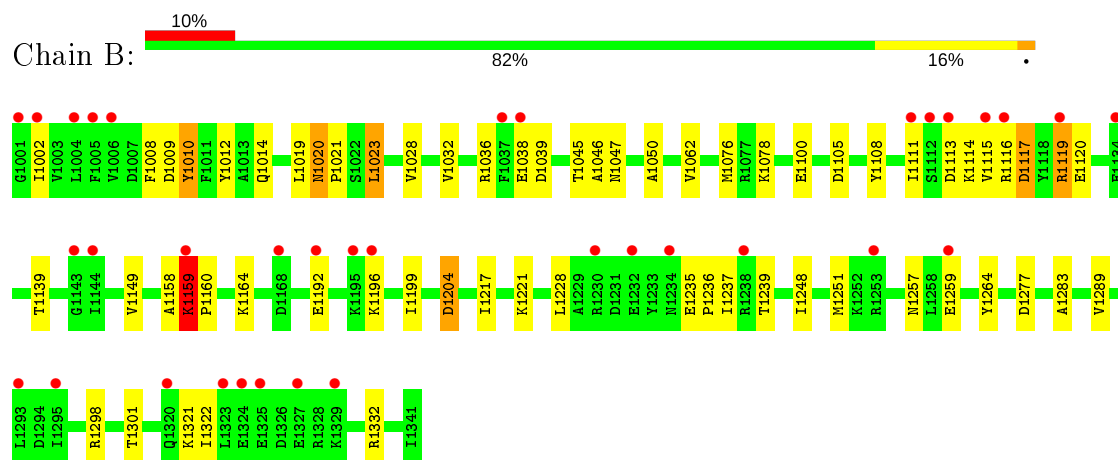 10%
Chain B:
82% 16%
G1001 I1002 V1003 L1004 F1005 V1006 D1007 F1008 D1009 Y1010 F1011 Y1012 A1013 Q1014 L1019 N1020 P1021 S1022 L1023 V1028 V1032 R1036 F1037 E1038 D1039 T1045 A1046 N1047 A1050 V1062 M1076 R1077 K1078 E1100 D1105 Y1108 I1111 S1112 D1113 K1114 V1115 R1116 D1117 Y1118 R1119 E1120
T1139 G1143 I1144 V1149 A1158 K1159 P1160 K1164 D1168 E1192 K1195 K1196 I1199 D1204 I1217 K1221 L1228 A1229 R1230 D1231 E1232 Y1233 N1234 E1235 P1236 I1237 R1238 T1239 I1248 M1251 K1252 R1253 N1257 L1258 E1259 Y1264 D1277 A1283 V1289
L1293 D1294 I1295 R1298 T1301 Q1320 K1321 I1322 L1323 E1324 E1325 D1326 E1327 R1328 K1329 R1332 I1341